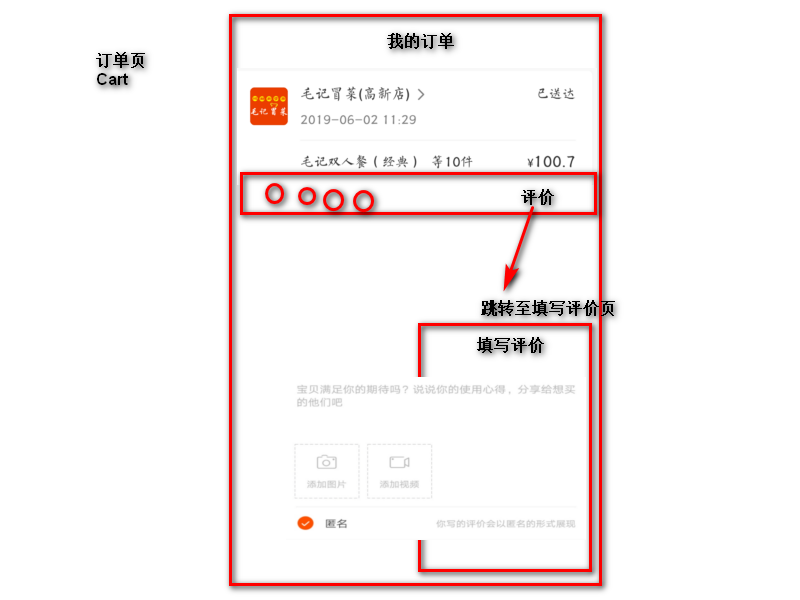 我的订单
订单页
Cart
毛记冒菜(高新店)
已送达
毛记冒菜
2019-06-02 11:29
毛记双人餐（经典） 等10件
¥100.7
评价
跳转至填写评价页
填写评价
宝贝满足你的期待吗？说说你的使用心得，分享给想买
的他们吧
添加图片
添加视频
匿名
你写的评价会以匿名的形式展现